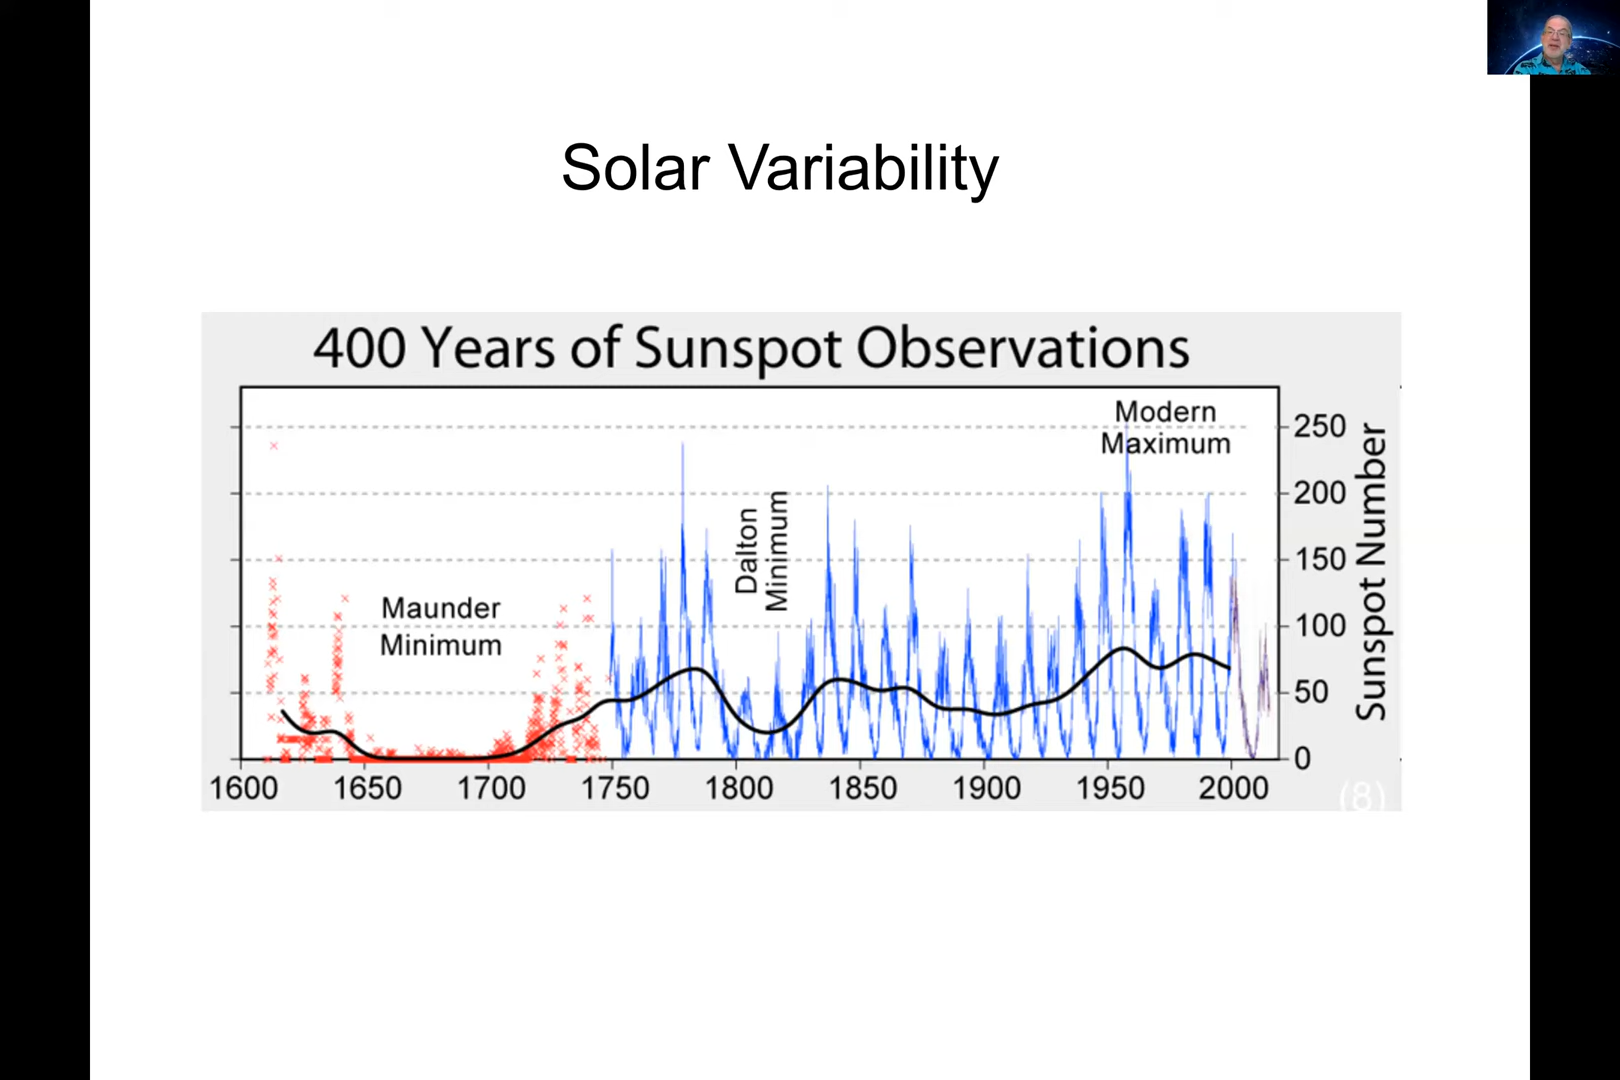 Solar Variability
400 Years of Sunspot Observations
Modern
Maximum
250
200
150
100
50
0
Sunspot Number
Dalton
Minimum
Maunder
Minimum
1600 1650 1700 1750 1800 1850 1900 1950 2000
(8)